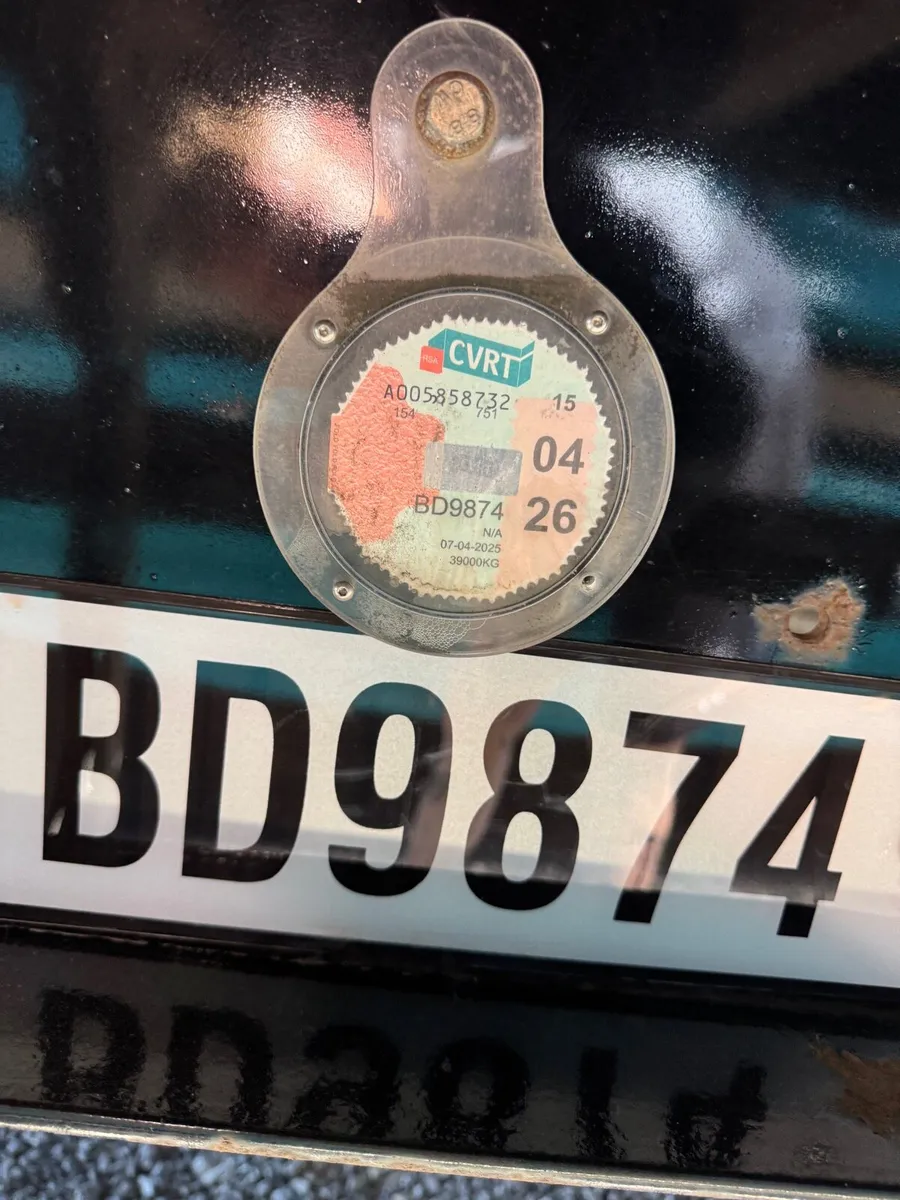 RSA CVRT
A005858732 15
154 751
04
BD9874 26
N/A
07-04-2025
39000KG
BD9874